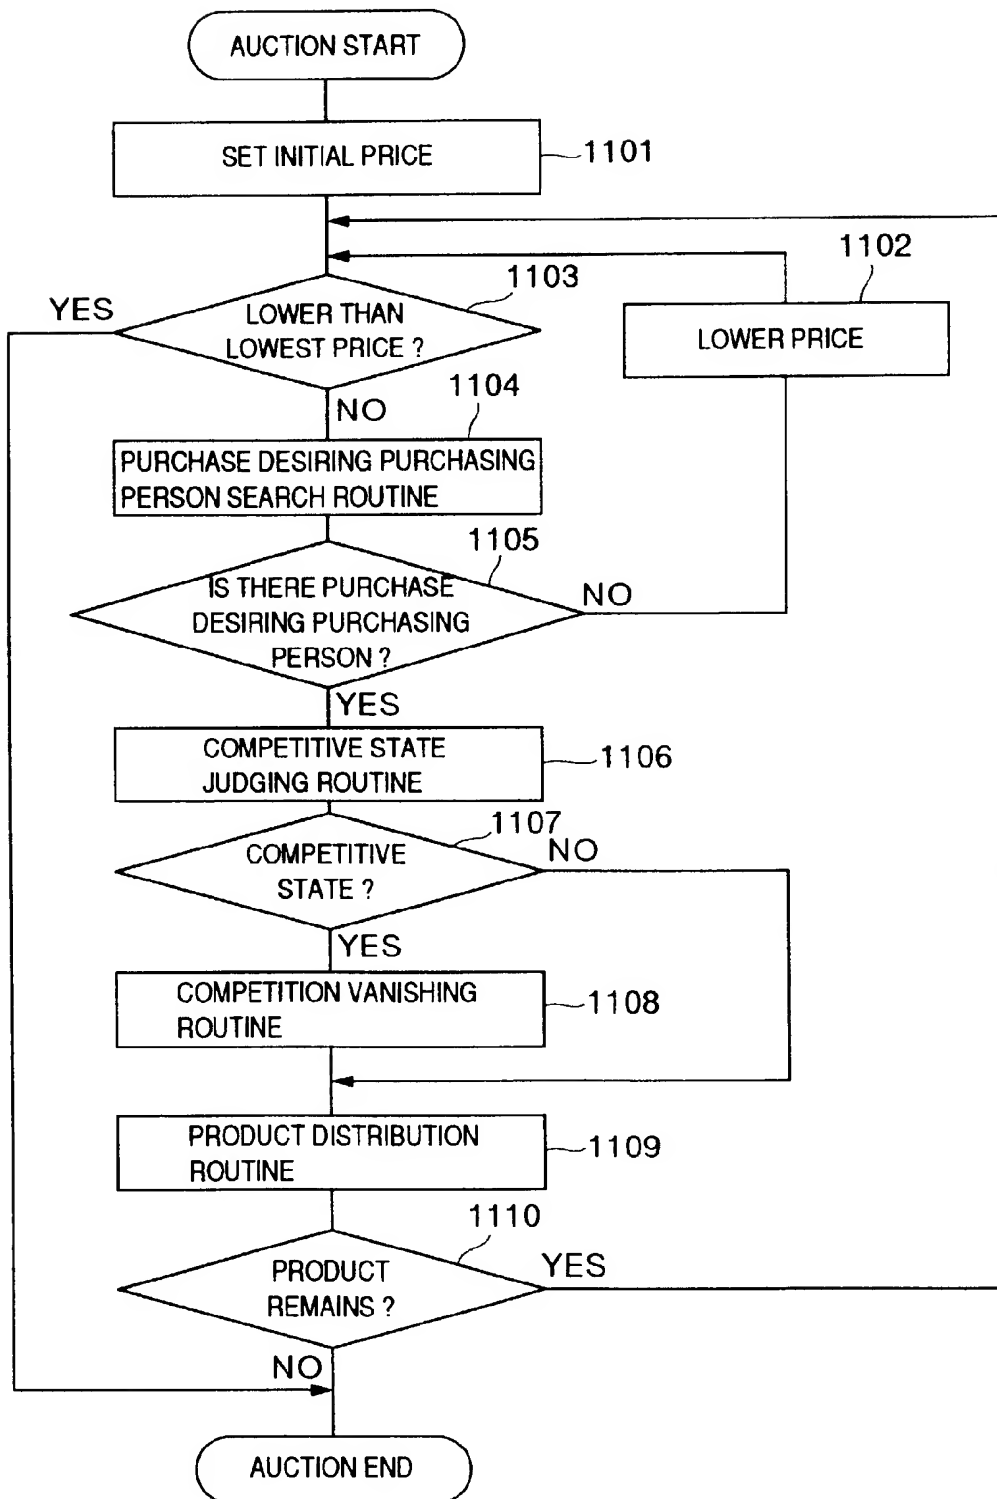 AUCTION START
SET INITIAL PRICE
1101
1102
1103
YES
LOWER THAN
LOWEST PRICE ?
LOWER PRICE
1104
NO
PURCHASE DESIRING PURCHASING
PERSON SEARCH ROUTINE
1105
IS THERE PURCHASE
DESIRING PURCHASING
PERSON ?
NO
YES
COMPETITIVE STATE
JUDGING ROUTINE
1106
1107
COMPETITIVE
STATE ?
NO
YES
COMPETITION VANISHING
ROUTINE
1108
PRODUCT DISTRIBUTION
ROUTINE
1109
1110
PRODUCT
REMAINS ?
YES
NO
AUCTION END